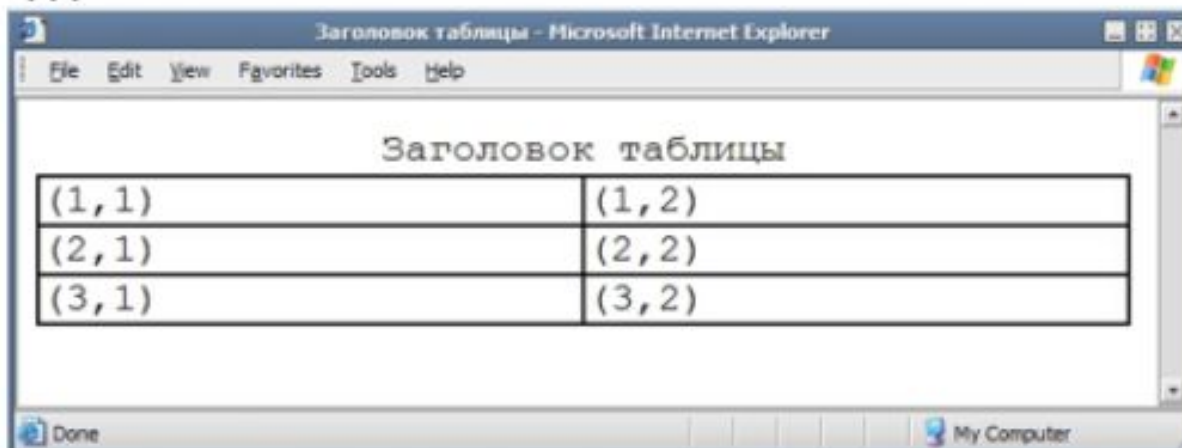 Заголовок таблицы - Microsoft Internet Explorer
File Edit View Favorites Tools Help
Заголовок таблицы
(1,1) (1,2)
(2,1) (2,2)
(3,1) (3,2)
Done My Computer